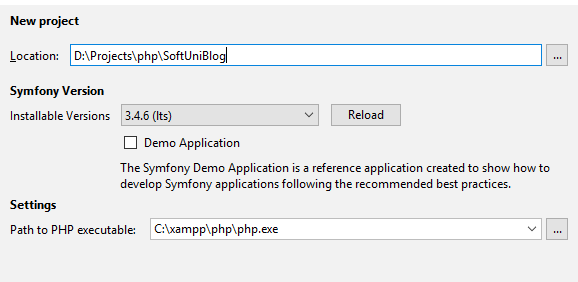 New project
Location: D:\Projects\php\SoftUniBlog ...
Symfony Version
Installable Versions 3.4.6 (lts) Reload
Demo Application
The Symfony Demo Application is a reference application created to show how to
develop Symfony applications following the recommended best practices.
Settings
Path to PHP executable: C:\xampp\php\php.exe ...